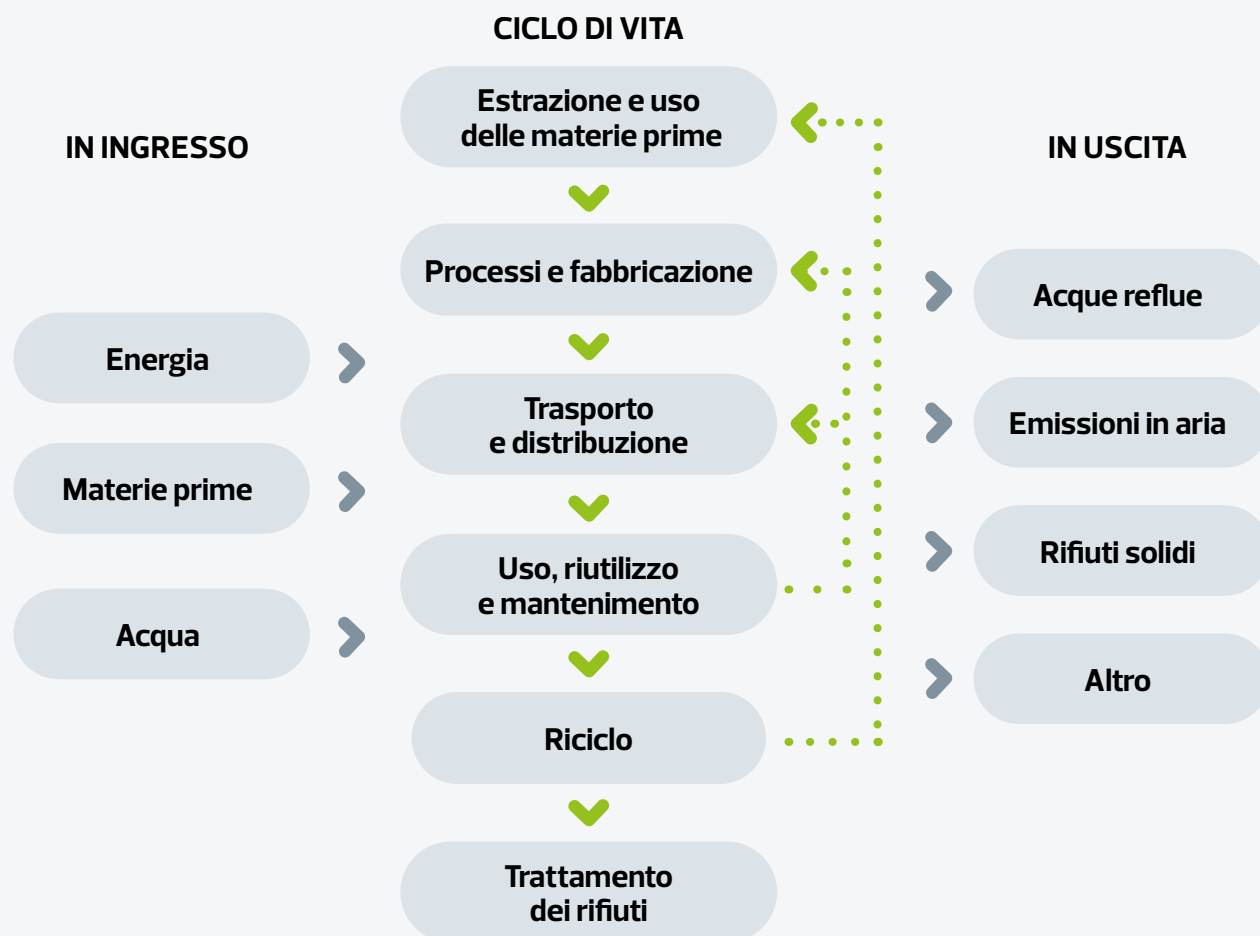 CICLO DI VITA
IN INGRESSO
IN USCITA
Estrazione e uso
delle materie prime
Processi e fabbricazione
Trasporto
e distribuzione
Uso, riutilizzo
e mantenimento
Riciclo
Trattamento
dei rifiuti
Energia
Materie prime
Acqua
Acque reflue
Emissioni in aria
Rifiuti solidi
Altro